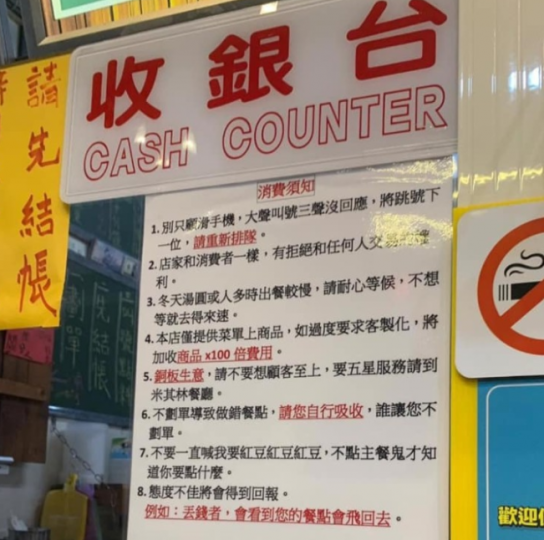 收銀台
CASH COUNTER
請先結帳
消費須知
1. 別只顧滑手機，大聲叫號三聲沒回應，將跳號下
一位，請重新排隊。
2. 店家和消費者一樣，有拒絕和任何人交
利。
3. 冬天湯圓或人多時出餐較慢，請耐心等候，不想
等就去得來速。
4. 本店僅提供菜單上商品，如過度要求客製化，將
加收商品 x100 倍費用。
5. 銅板生意，請不要想顧客至上，要五星服務請到
米其林餐廳。
6. 不劃單導致做錯餐點，請您自行吸收，誰讓您不
劃單。
7. 不要一直喊我要紅豆紅豆紅豆，不點主餐鬼才知
道你要點什麼。
8. 態度不佳將會得到回報。
例如：丟錢者，會看到您的餐點會飛回去。
劃單
結帳
歡迎